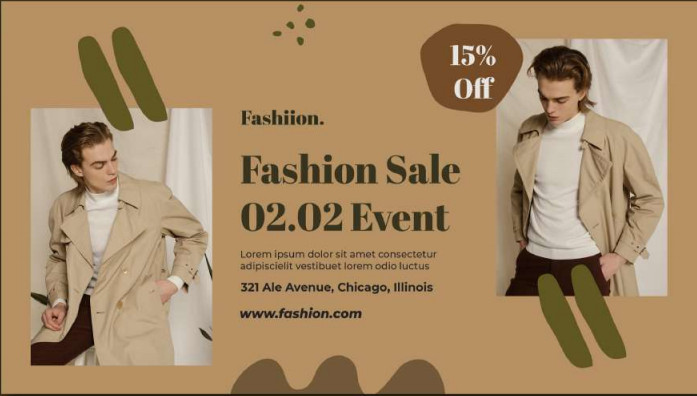 15%
Off
Fashiion.
Fashion Sale
02.02 Event
Lorem ipsum dolor sit amet consectetur
adipiscielit vestibuet lorem odio luctus
321 Ale Avenue, Chicago, Illinois
www.fashion.com